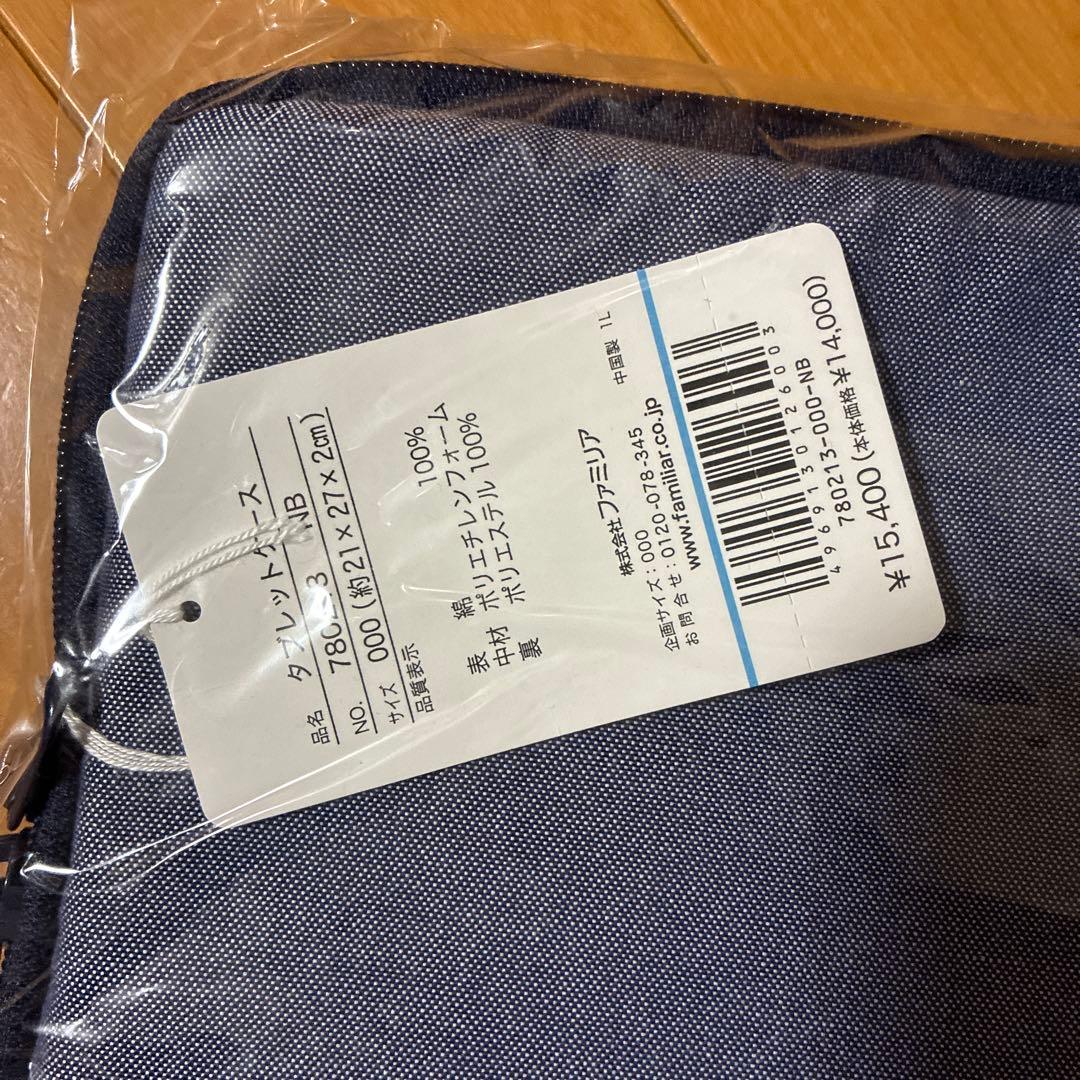 品名 タブレットケース
NO. 780213 NB
サイズ 000 (約21×27×2cm)
品質表示
表 綿 100%
中材 ポリエチレンフォーム
裏 ポリエステル 100%
株式会社 ファミリア
中国製 1L
企画サイズ：000
お問合せ：0120-078-345
www.familiar.co.jp
4969130126003
780213-000-NB
¥15,400 (本体価格¥14,000)